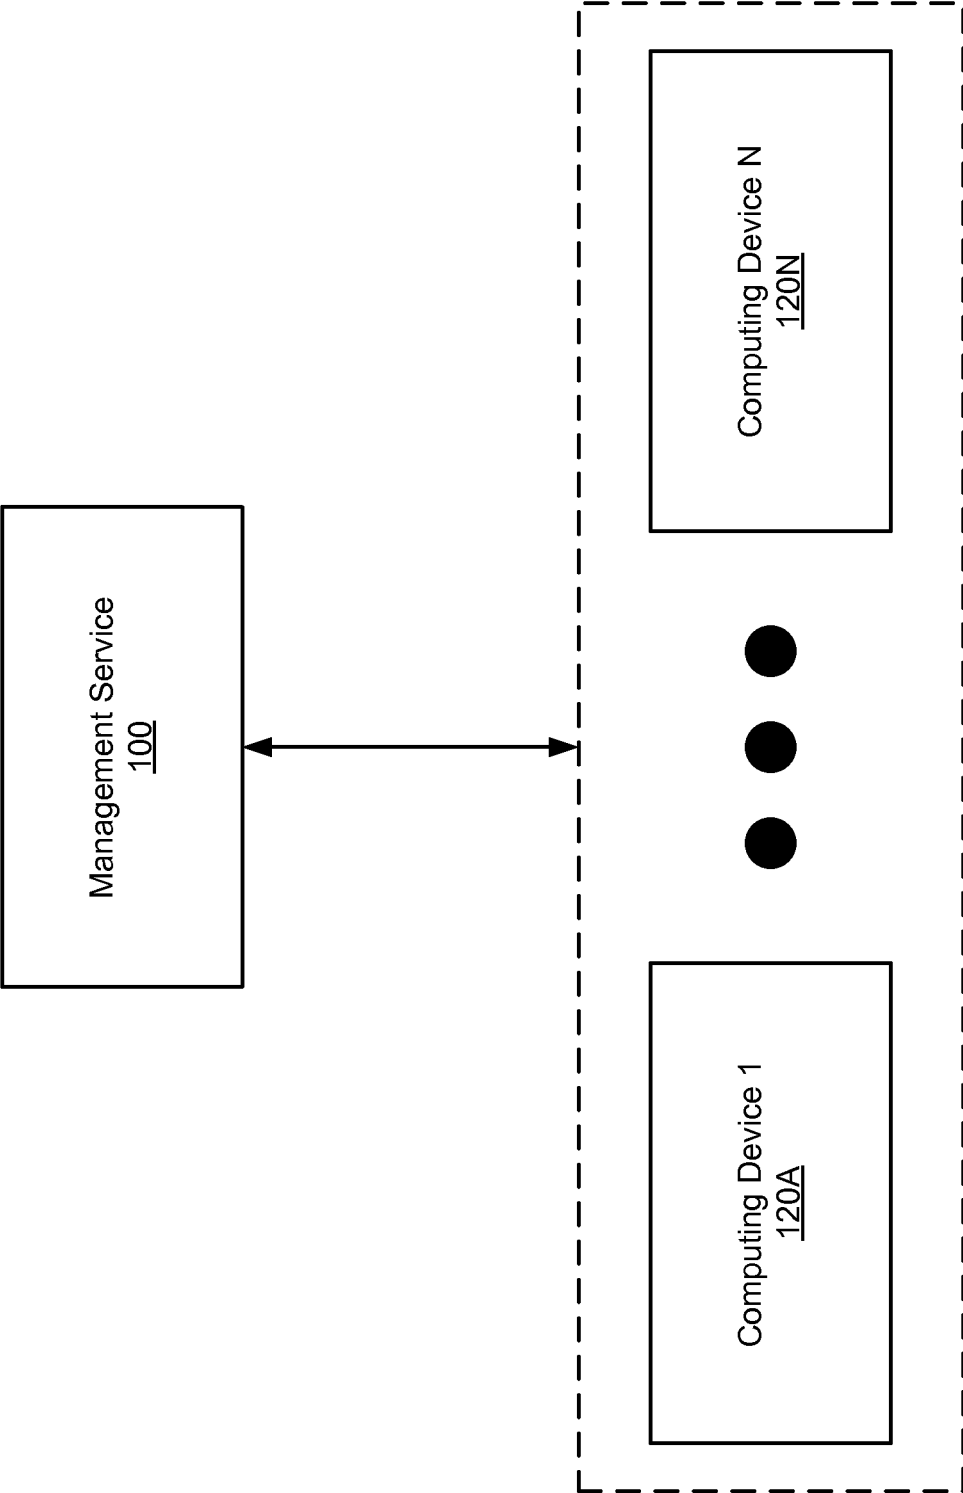 Management Service
100
Computing Device 1
120A
Computing Device N
120N